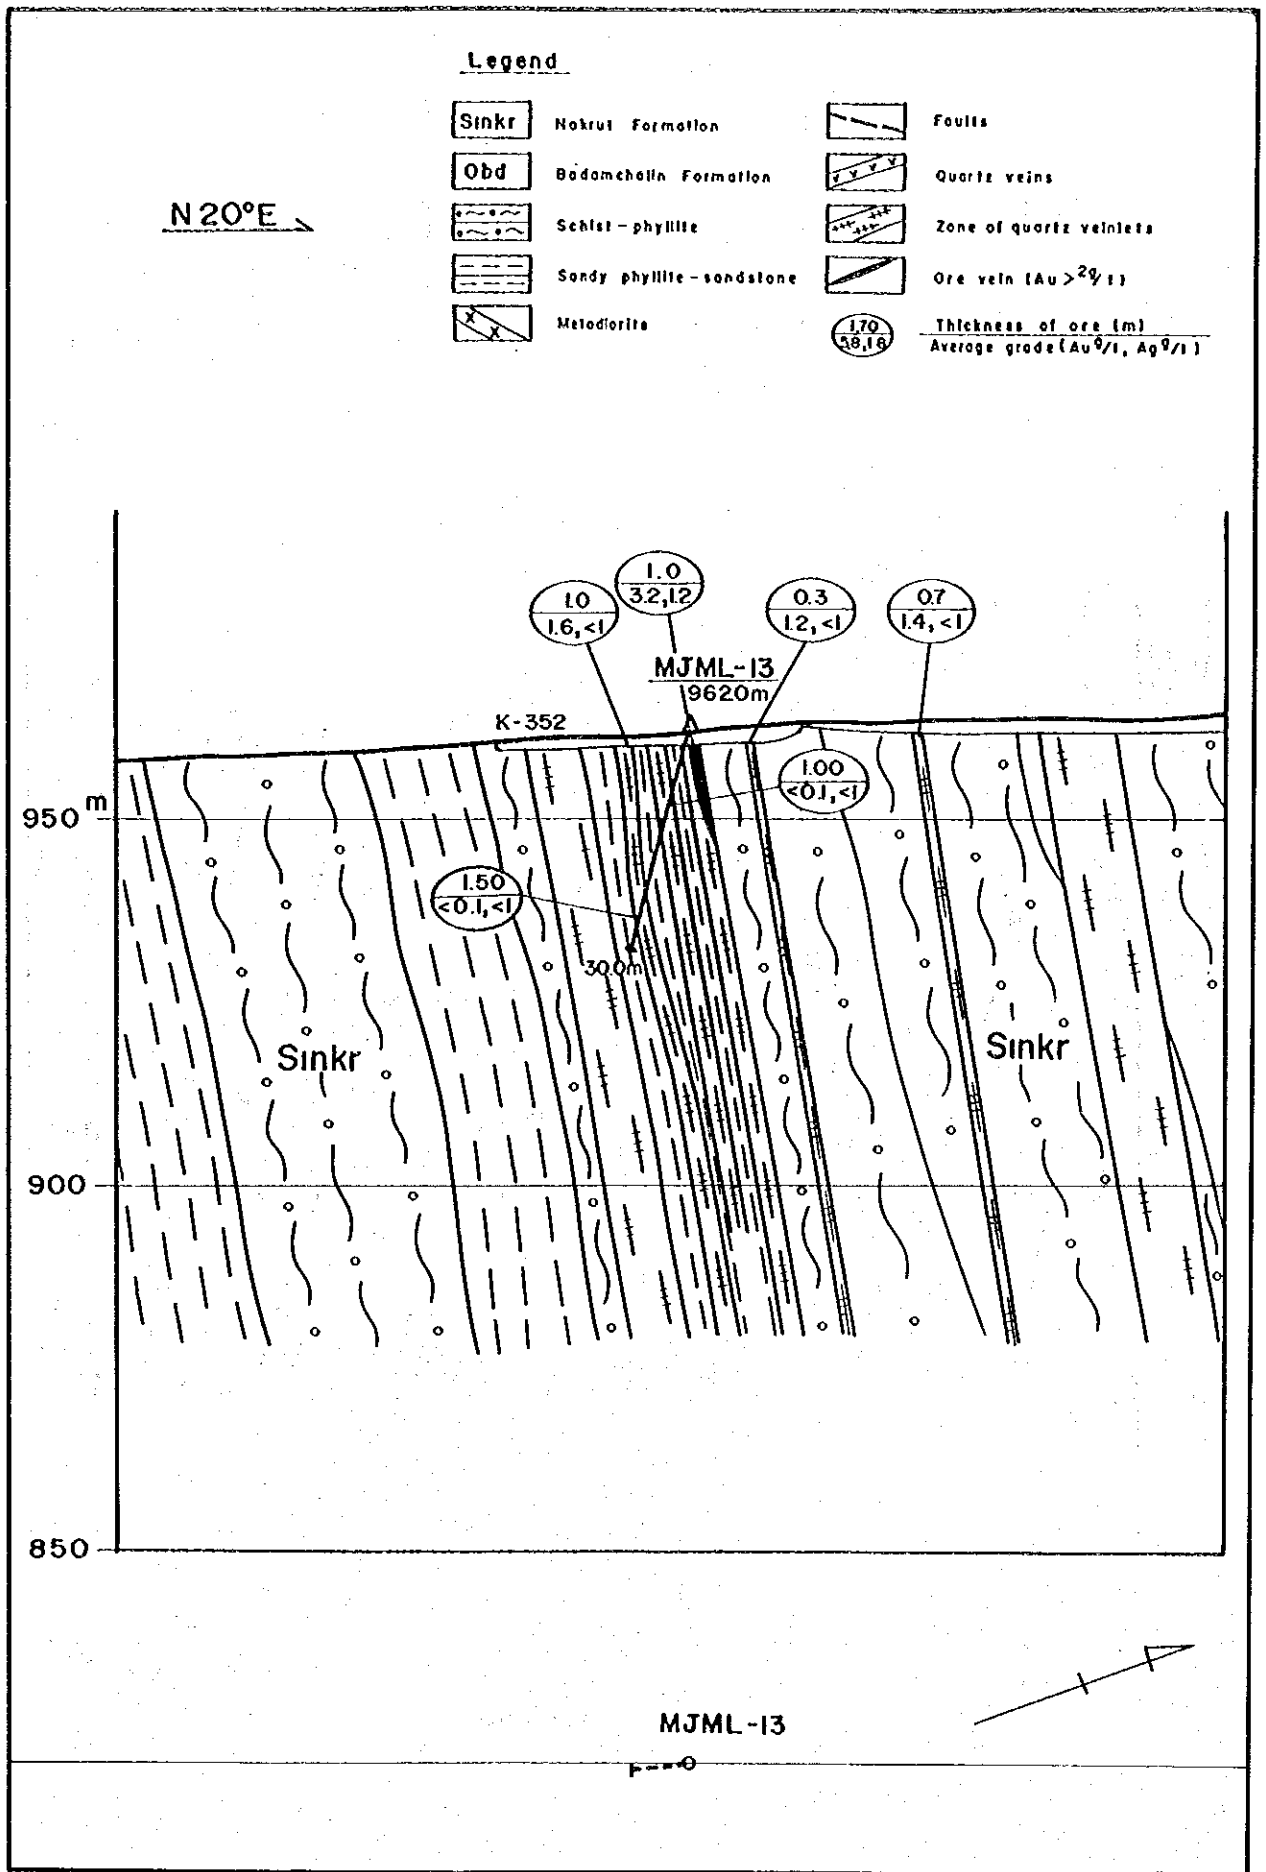 Legend
Sinkr Nokrut Formation
Obd Badamchalin Formation
Schist-phyllite
Sandy phyllite-sandstone
Metadiorite
Faults
Quartz veins
Zone of quartz veinlets
Ore vein (Au>2g/t)
1.70 Thickness of ore (m)
5.8, 1.8 Average grade (Au g/t, Ag g/t)
N20°E
1.0
3.2, 1.2
1.0
1.6, <1
0.3
1.2, <1
0.7
1.4, <1
MJML-13
962.0m
K-352
1.00
<0.1, <1
m
950
1.50
<0.1, <1
30.0m
Sinkr
Sinkr
900
850
MJML-13